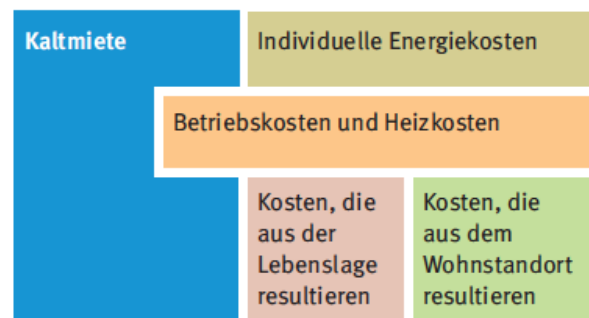 Kaltmiete
Individuelle Energiekosten
Betriebskosten und Heizkosten
Kosten, die
aus der
Lebenslage
resultieren
Kosten, die
aus dem
Wohnstandort
resultieren